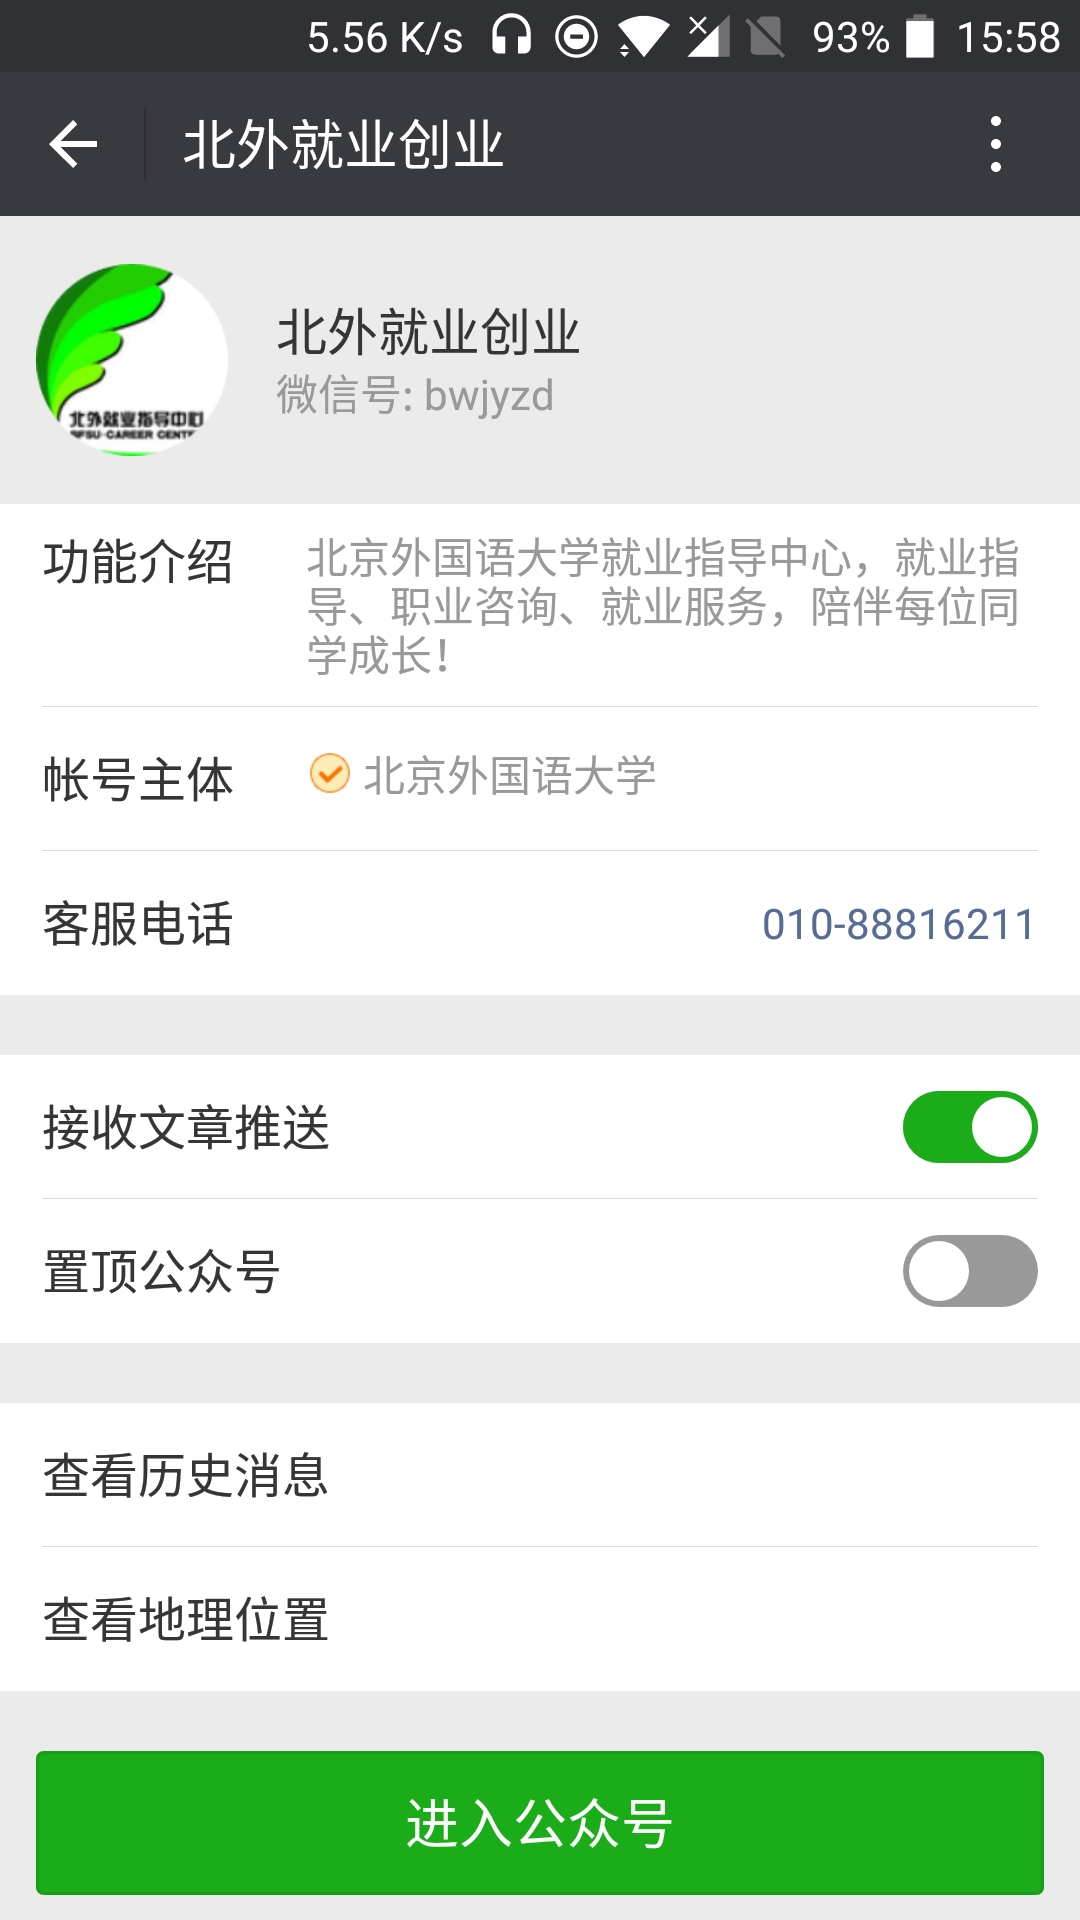 5.56 K/s 93% 15:58
北外就业创业
北外就业创业
微信号: bwjyzd
北外就业指导中心
功能介绍
北京外国语大学就业指导中心，就业指
导、职业咨询、就业服务，陪伴每位同
学成长！
帐号主体 北京外国语大学
客服电话 010-88816211
接收文章推送
置顶公众号
查看历史消息
查看地理位置
进入公众号